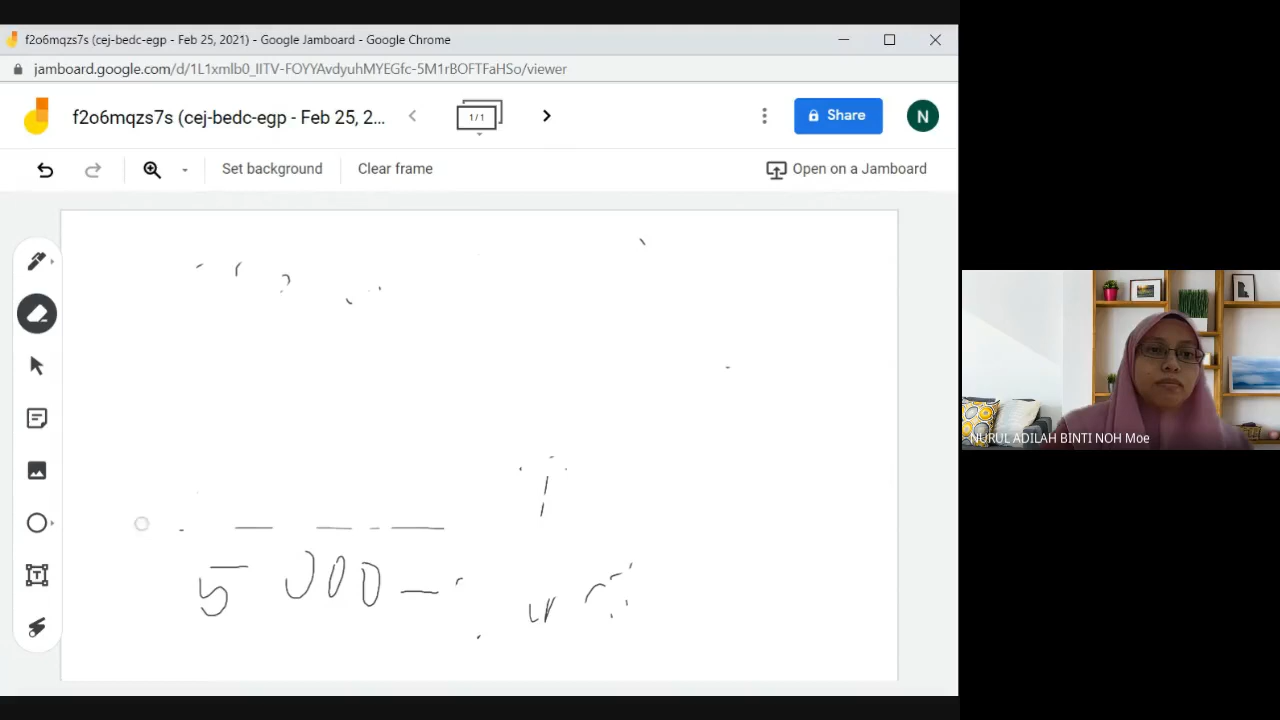 f2o6mqzs7s (cej-bedc-egp - Feb 25, 2021) - Google Jamboard - Google Chrome
jamboard.google.com/d/1L1xmlb0_IITV-FOYYAvdyuhMYEGfc-5M1rBOFTFaHSo/viewer
f2o6mqzs7s (cej-bedc-egp - Feb 25, 2...
1/1
Share
N
Set background
Clear frame
Open on a Jamboard
5 000 -
NURUL ADILAH BINTI NOH Moe